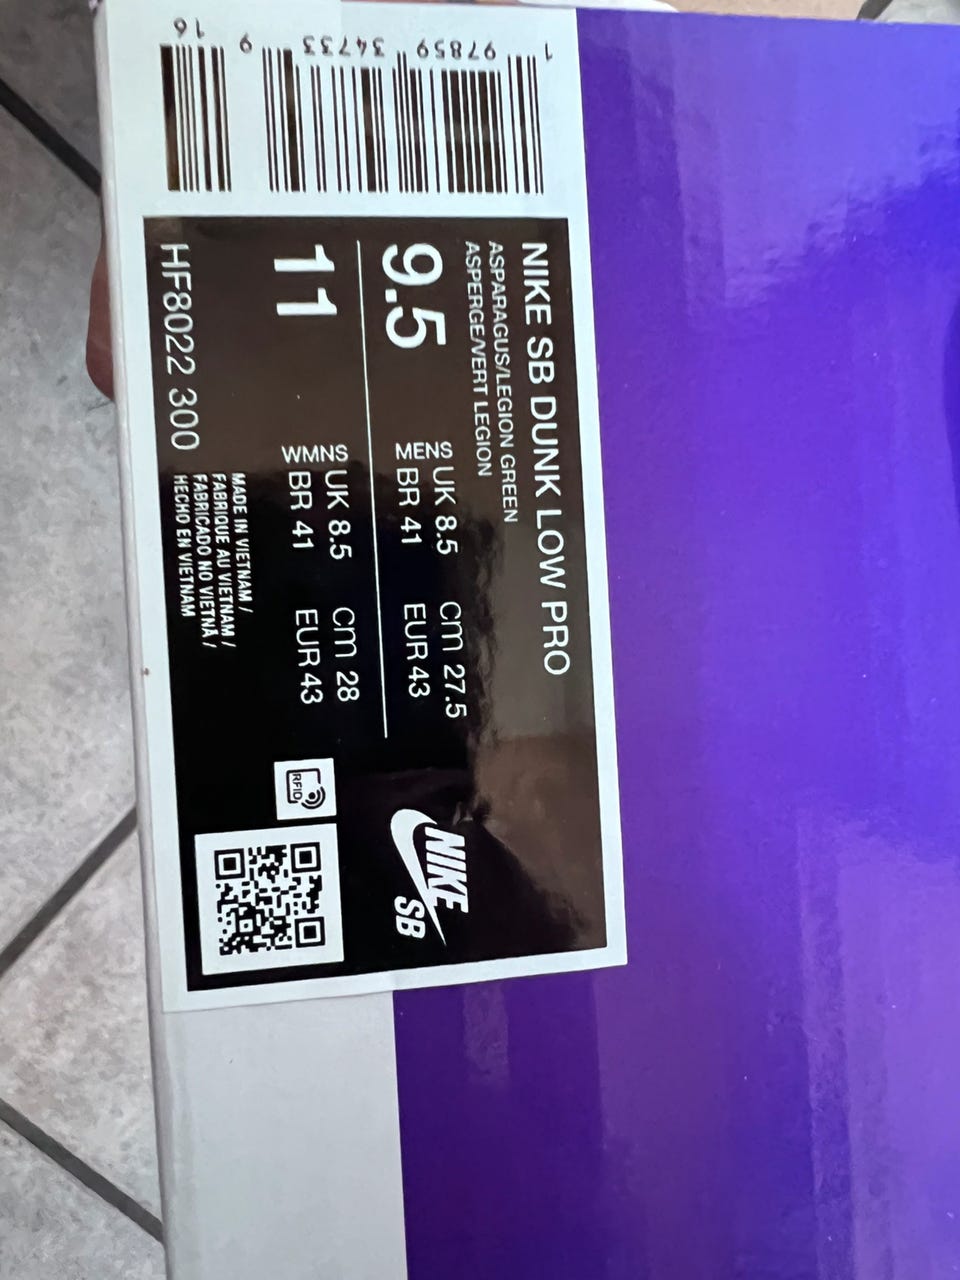 NIKE SB DUNK LOW PRO
ASPARAGUS/LEGION GREEN
ASPERGE/VERT LEGION
9.5
MENS
UK 8.5
CM 27.5
BR 41
EUR 43
11
WMNS
UK 8.5
CM 28
BR 41
EUR 43
HF8022 300
MADE IN VIETNAM /
FABRIQUE AU VIETNAM /
FABRICADO NO VIETNÃ /
HECHO EN VIETNAM
RFID
NIKE
SB
1 97859 34733 9 16